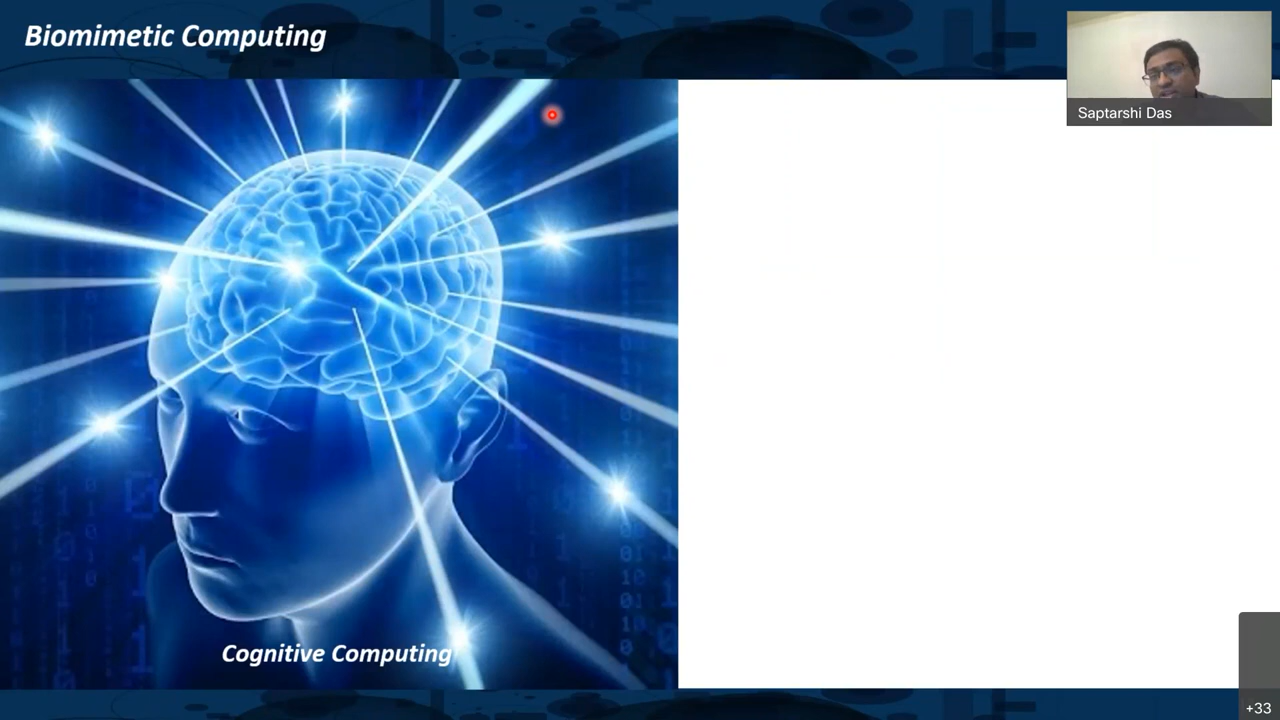 Biomimetic Computing
Saptarshi Das
Cognitive Computing
+33